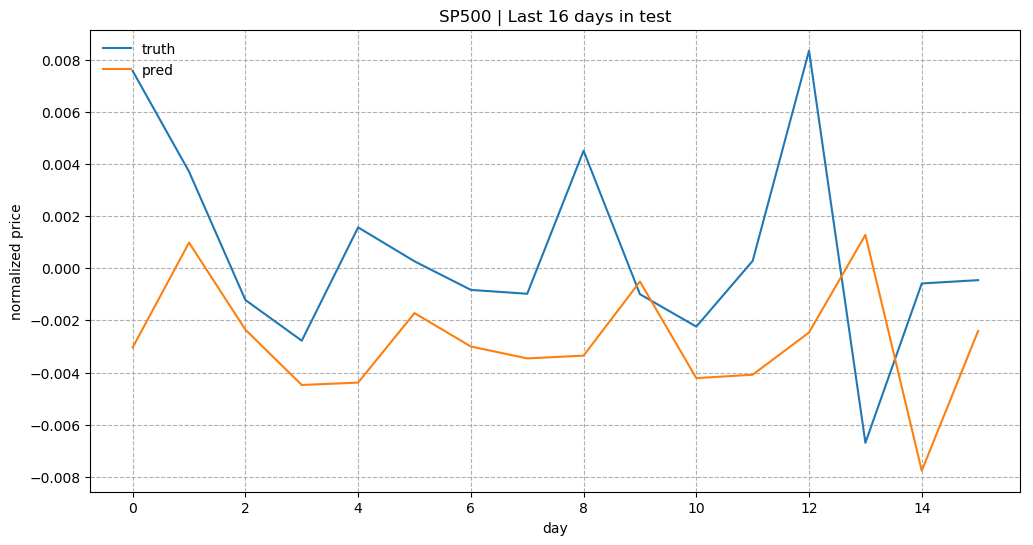 SP500 | Last 16 days in test
truth
pred
normalized price
0.008
0.006
0.004
0.002
0.000
−0.002
−0.004
−0.006
−0.008
0 2 4 6 8 10 12 14
day